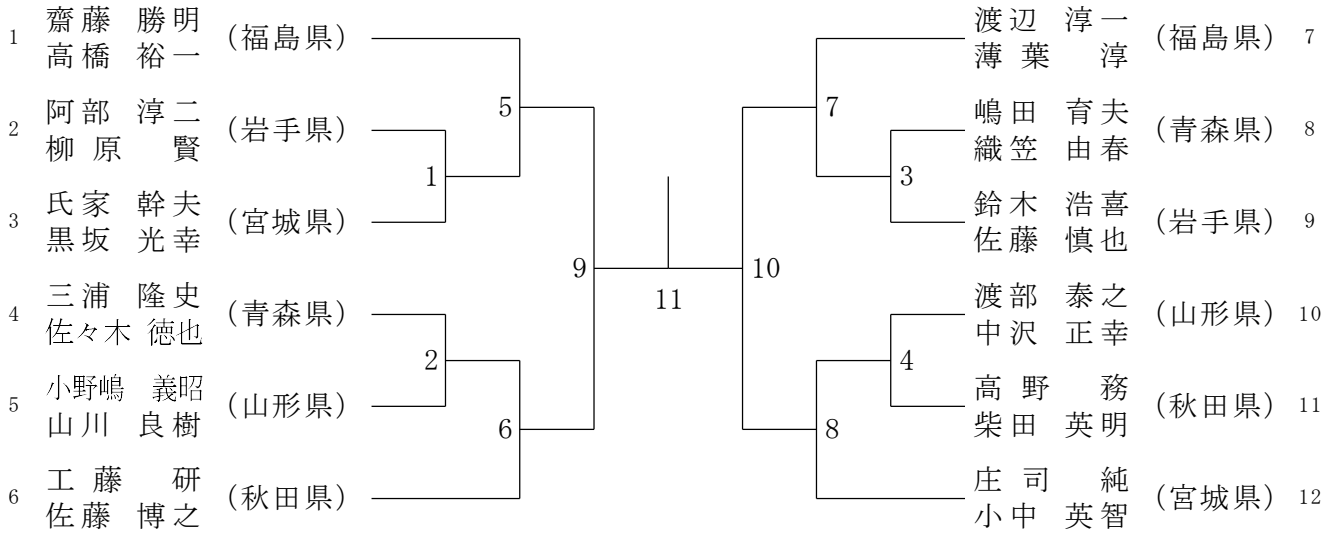 1 齋藤 勝明 (福島県)
高橋 裕一
2 阿部 淳二 (岩手県)
柳原 賢
3 氏家 幹夫 (宮城県)
黒坂 光幸
4 三浦 隆史 (青森県)
佐々木 徳也
5 小野嶋 義昭 (山形県)
山川 良樹
6 工藤 研 (秋田県)
佐藤 博之
5
1
9
2
6
11
7
3
10
4
8
渡辺 淳一 (福島県) 7
薄葉 淳
嶋田 育夫 (青森県) 8
織笠 由春
鈴木 浩喜 (岩手県) 9
佐藤 慎也
渡部 泰之 (山形県) 10
中沢 正幸
高野 務 (秋田県) 11
柴田 英明
庄司 純 (宮城県) 12
小中 英智